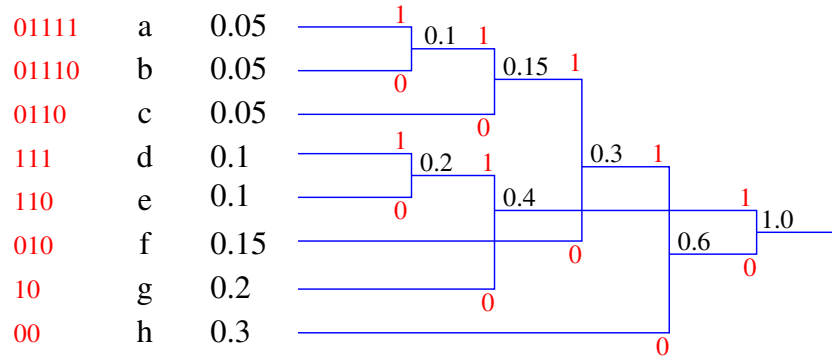 01111 a 0.05 1
0.1 1
01110 b 0.05 0 0.15 1
0110 c 0.05 0
111 d 0.1 1 0.2 1 0.3 1
110 e 0.1 0 0.4 1 1.0
010 f 0.15 0 0.6 0
10 g 0.2 0
00 h 0.3 0